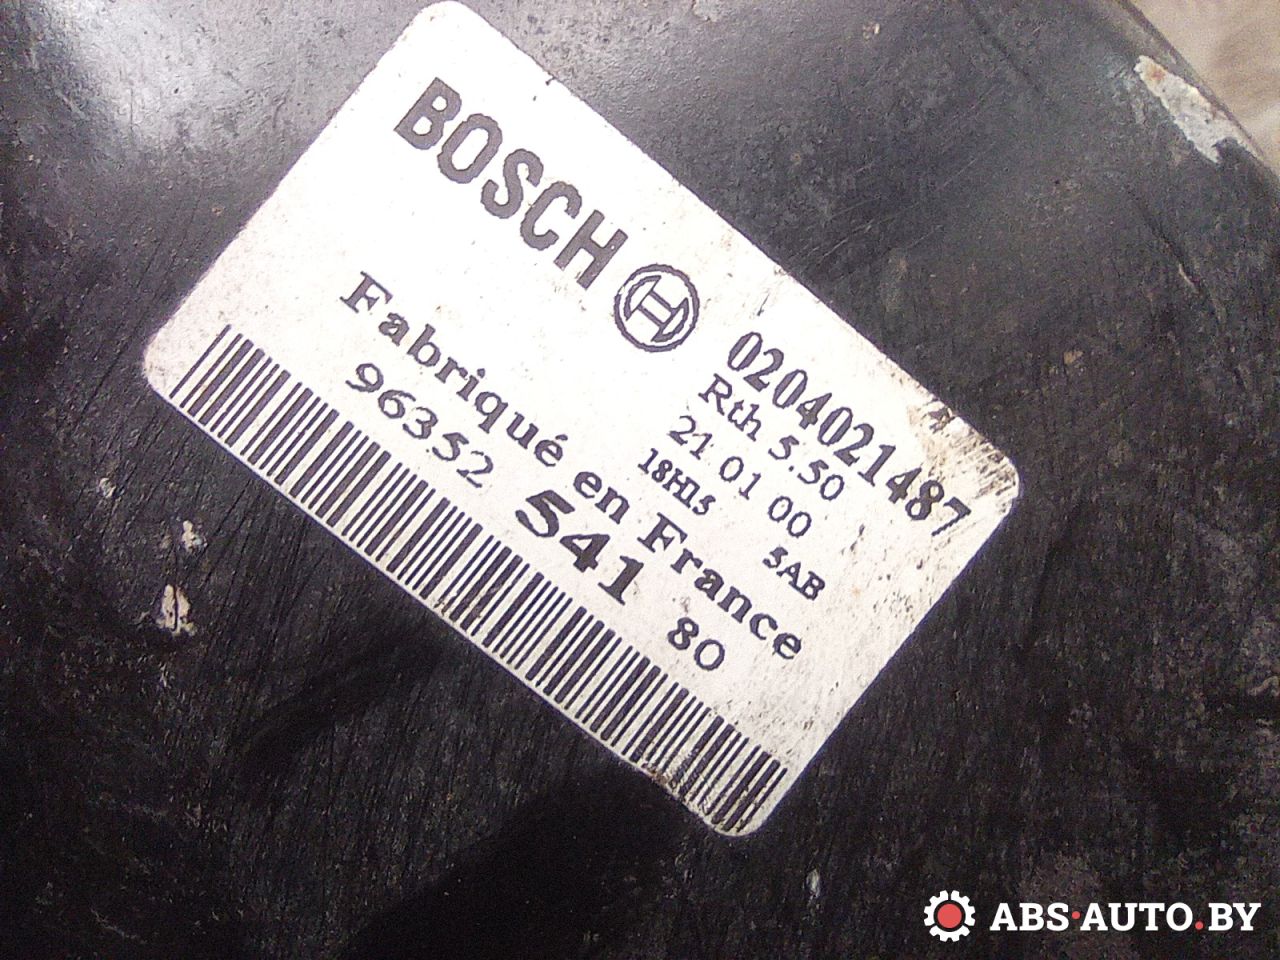 BOSCH
0204021487
Rth 5.50
21 01 00
18H15 5AB
Fabriqué en France
96352 541 80
ABS·AUTO.BY